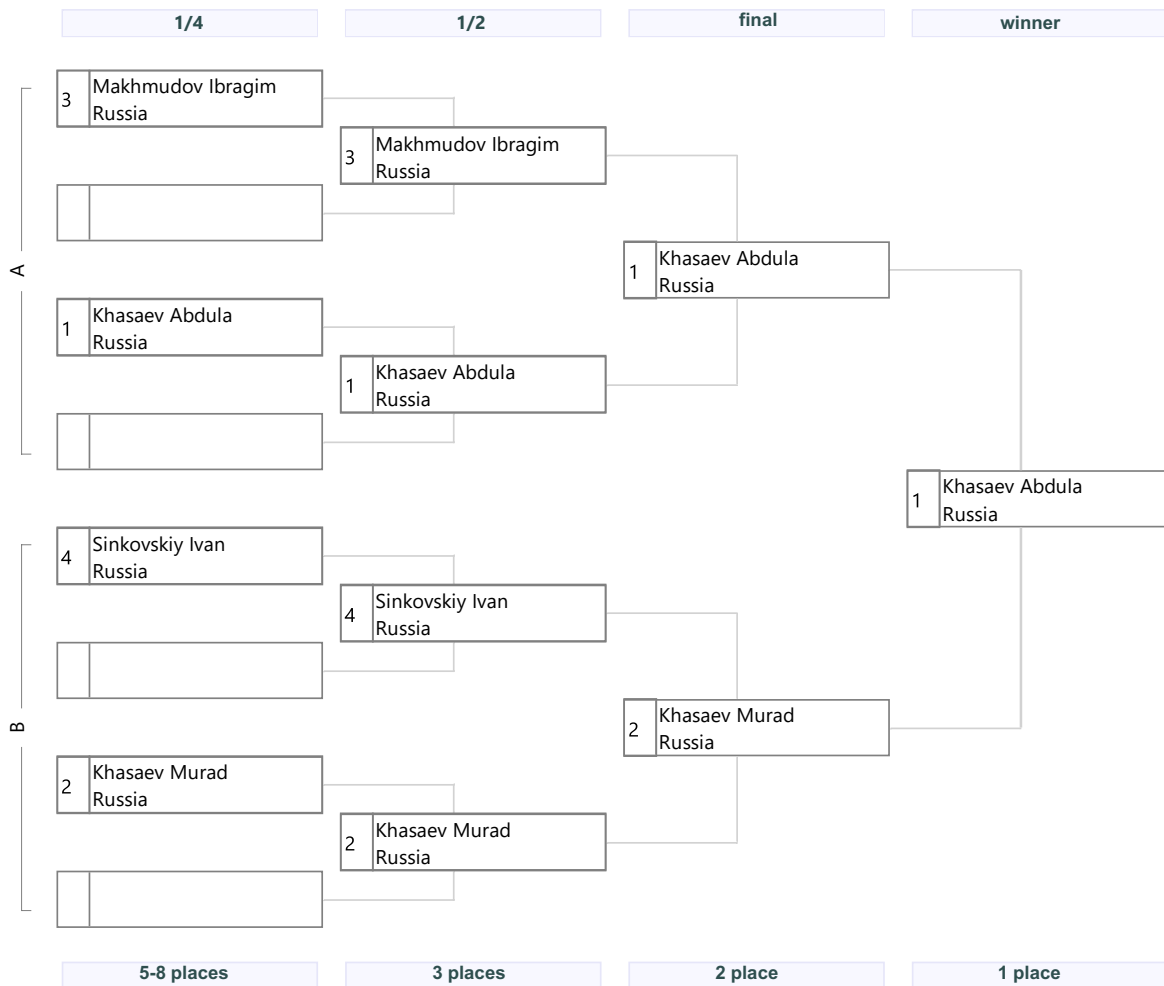 1/4
1/2
final
winner
3
Makhmudov Ibragim
Russia
3
Makhmudov Ibragim
Russia
A
1
Khasaev Abdula
Russia
1
Khasaev Abdula
Russia
1
Khasaev Abdula
Russia
1
Khasaev Abdula
Russia
4
Sinkovskiy Ivan
Russia
4
Sinkovskiy Ivan
Russia
B
2
Khasaev Murad
Russia
2
Khasaev Murad
Russia
2
Khasaev Murad
Russia
5-8 places
3 places
2 place
1 place